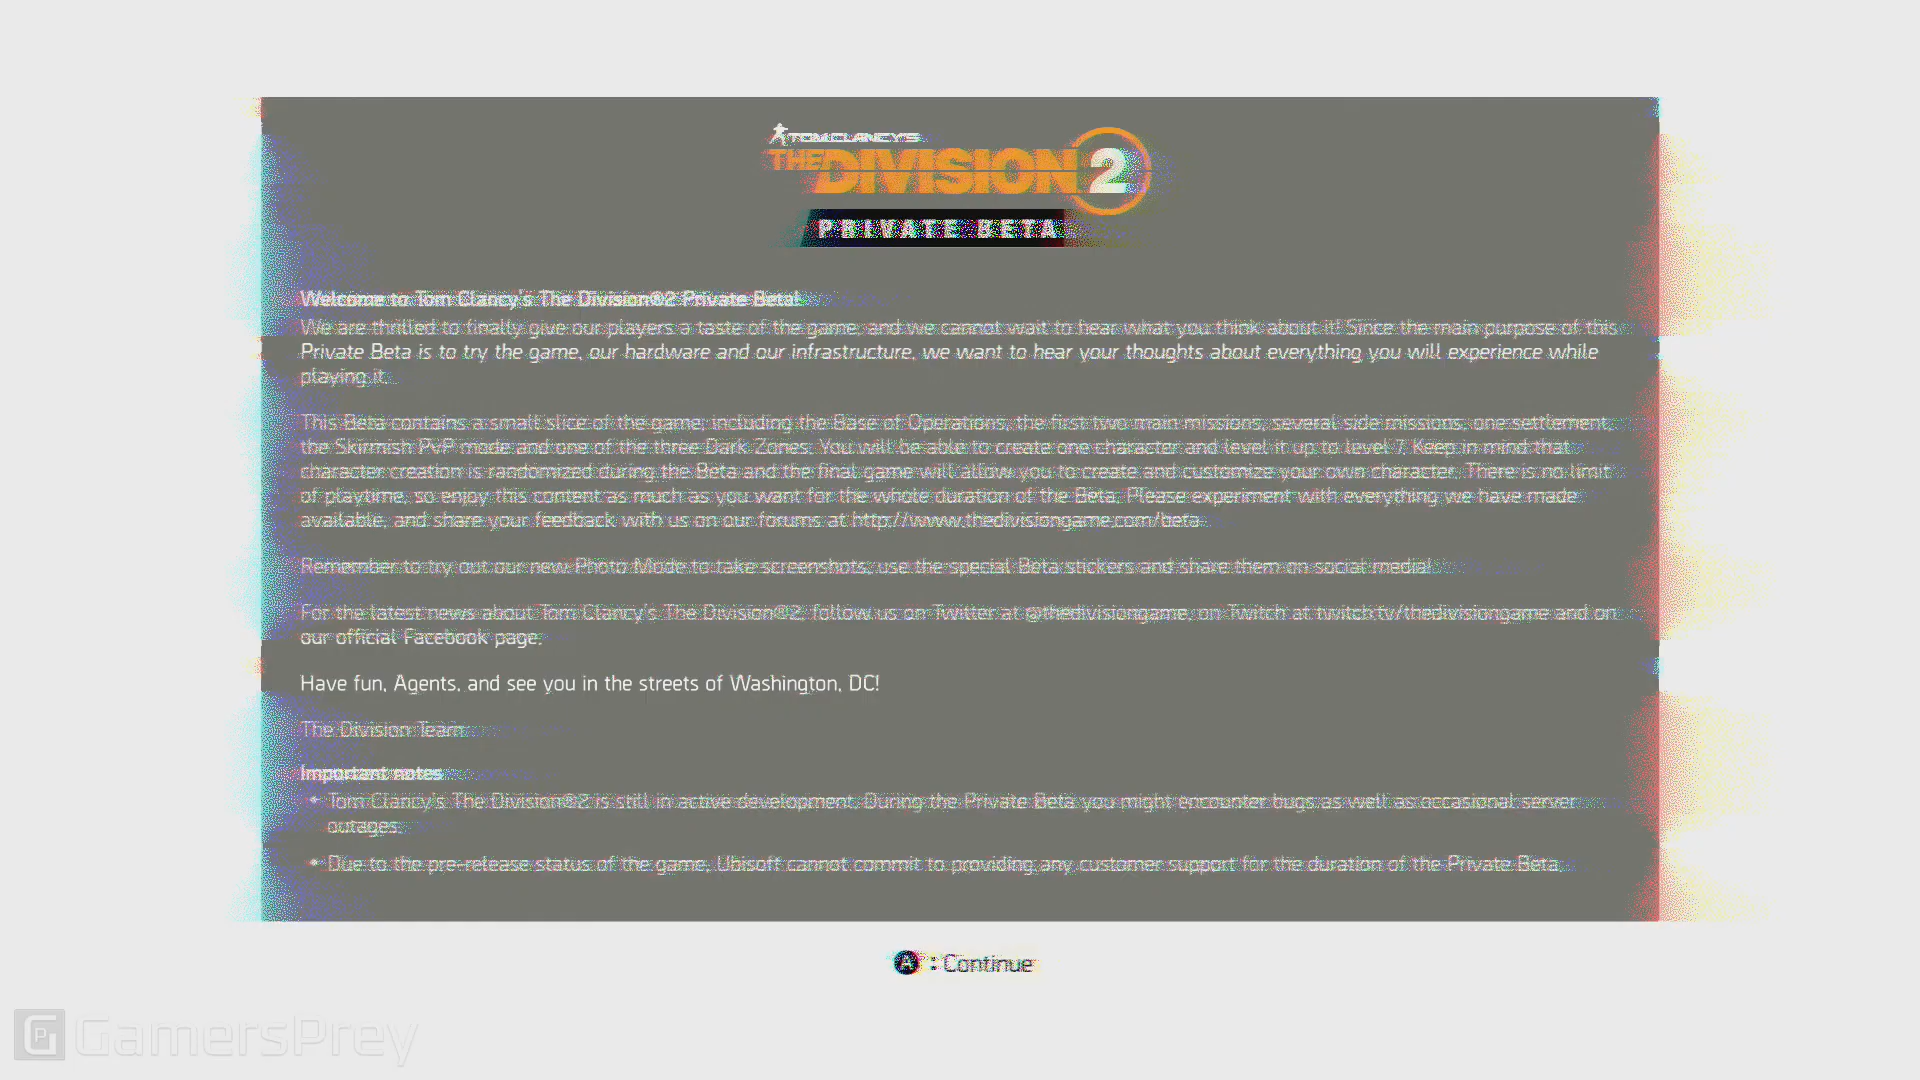 TOM CLANCY'S
THE DIVISION 2
PRIVATE BETA
Welcome to Tom Clancy's The Division®2 Private Beta!
We are thrilled to finally give our players a taste of the game, and we cannot wait to hear what you think about it! Since the main purpose of this
Private Beta is to try the game, our hardware and our infrastructure, we want to hear your thoughts about everything you will experience while
playing it.
This Beta contains a small slice of the game, including the Base of Operations, the first two main missions, several side missions, one settlement,
the Skirmish PvP mode and one of the three Dark Zones. You will be able to create one character and level it up to level 7. Keep in mind that
character creation is randomized during the Beta and the final game will allow you to create and customize your own character. There is no limit
of playtime, so enjoy this content as much as you want for the whole duration of the Beta. Please experiment with everything we have made
available, and share your feedback with us on our forums at http://www.thedivisiongame.com/beta
Remember to try out our new Photo Mode to take screenshots, use the special Beta stickers and share them on social media!
For the latest news about Tom Clancy's The Division®2, follow us on Twitter at @thedivisiongame, on Twitch at twitch.tv/thedivisiongame and on
our official Facebook page.
Have fun, Agents, and see you in the streets of Washington, DC!
The Division Team
Important notes
• Tom Clancy's The Division®2 is still in active development. During the Private Beta you might encounter bugs as well as occasional server
outages.
• Due to the pre-release status of the game, Ubisoft cannot commit to providing any customer support for the duration of the Private Beta.
A : Continue
GamersPrey